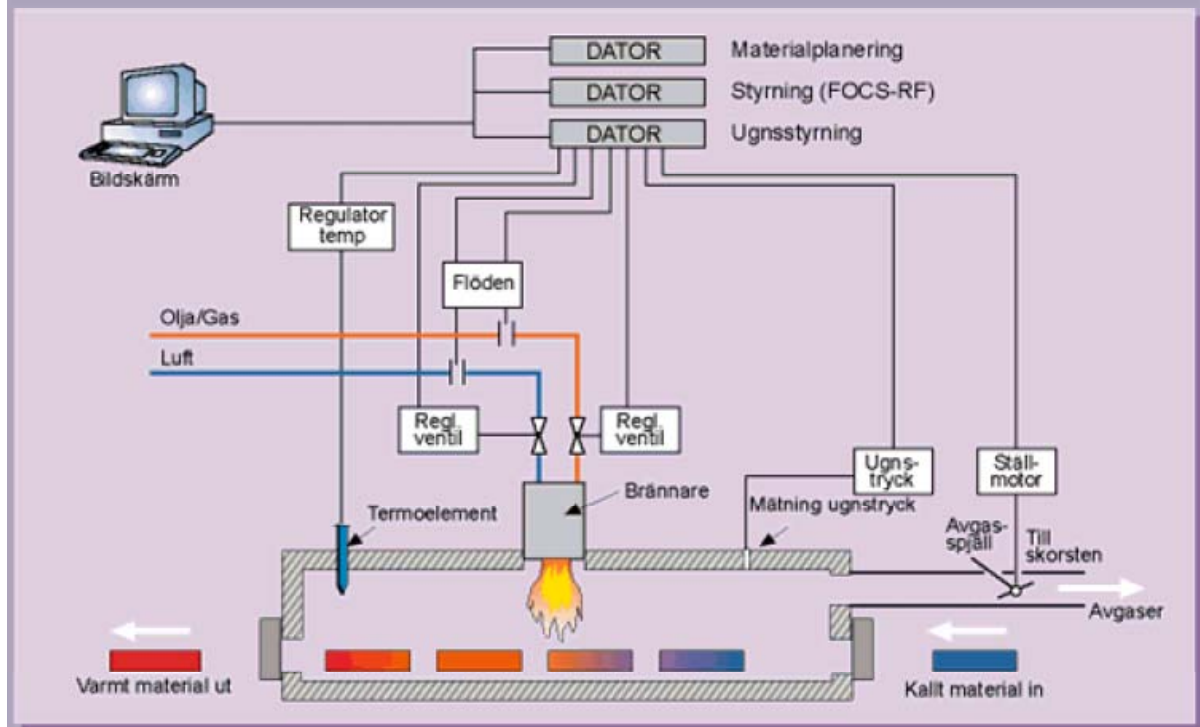 DATOR
Materialplanering
DATOR
Styrning (FOCS-RF)
DATOR
Ugnsstyrning
Bildskärm
Regulator
temp
Flöden
Olja/Gas
Luft
Regl.
ventil
Regl.
ventil
Ugns-
tryck
Ställ-
motor
Brännare
Mätning ugnstryck
Termoelement
Avgas-
spjäll
Till
skorsten
Avgaser
Varmt material ut
Kallt material in